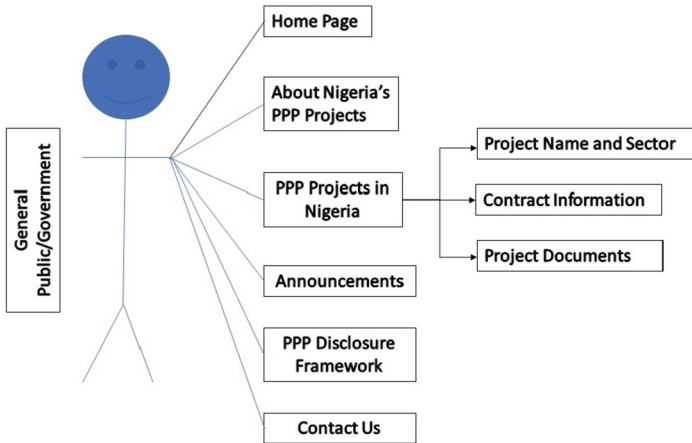 General
Public/Government
Home Page
About Nigeria's
PPP Projects
PPP Projects in
Nigeria
Announcements
PPP Disclosure
Framework
Contact Us
Project Name and Sector
Contract Information
Project Documents